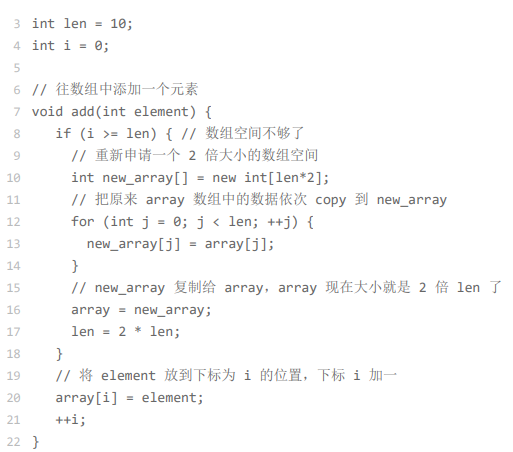 3 int len = 10;
4 int i = 0;
5
6 // 往数组中添加一个元素
7 void add(int element) {
8    if (i >= len) { // 数组空间不够了
9      // 重新申请一个 2 倍大小的数组空间
10      int new_array[] = new int[len*2];
11      // 把原来 array 数组中的数据依次 copy 到 new_array
12      for (int j = 0; j < len; ++j) {
13        new_array[j] = array[j];
14      }
15      // new_array 复制给 array，array 现在大小就是 2 倍 len 了
16      array = new_array;
17      len = 2 * len;
18    }
19    // 将 element 放到下标为 i 的位置，下标 i 加一
20    array[i] = element;
21    ++i;
22 }